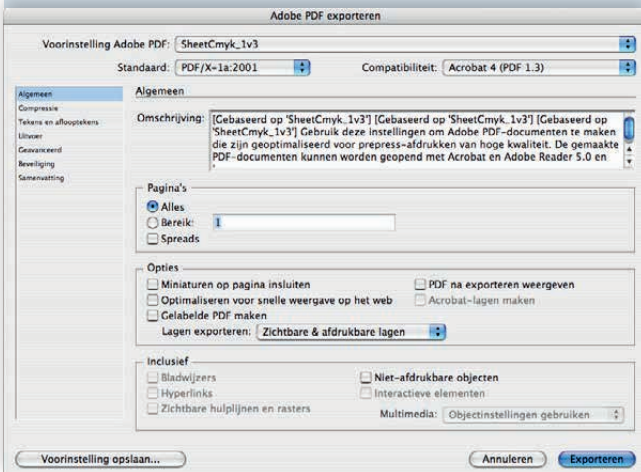 Adobe PDF exporteren
Voorinstelling Adobe PDF: SheetCmyk_1v3
Standaard: PDF/X-1a:2001 Compatibiliteit: Acrobat 4 (PDF 1.3)
Algemeen
Compressie
Tekens en aflooptekens
Uitvoer
Geavanceerd
Beveiliging
Samenvatting
Algemeen
Omschrijving: [Gebaseerd op 'SheetCmyk_1v3'] [Gebaseerd op 'SheetCmyk_1v3'] [Gebaseerd op
'SheetCmyk_1v3'] Gebruik deze instellingen om Adobe PDF-documenten te maken
die zijn geoptimaliseerd voor prepress-afdrukken van hoge kwaliteit. De gemaakte
PDF-documenten kunnen worden geopend met Acrobat en Adobe Reader 5.0 en
Pagina's
Alles
Bereik: 1
Spreads
Opties
Miniaturen op pagina insluiten PDF na exporteren weergeven
Optimaliseren voor snelle weergave op het web Acrobat-lagen maken
Gelabelde PDF maken
Lagen exporteren: Zichtbare & afdrukbare lagen
Inclusief
Bladwijzers Niet-afdrukbare objecten
Hyperlinks Interactieve elementen
Zichtbare hulplijnen en rasters Multimedia: Objectinstellingen gebruiken
Voorinstelling opslaan... Annuleren Exporteren